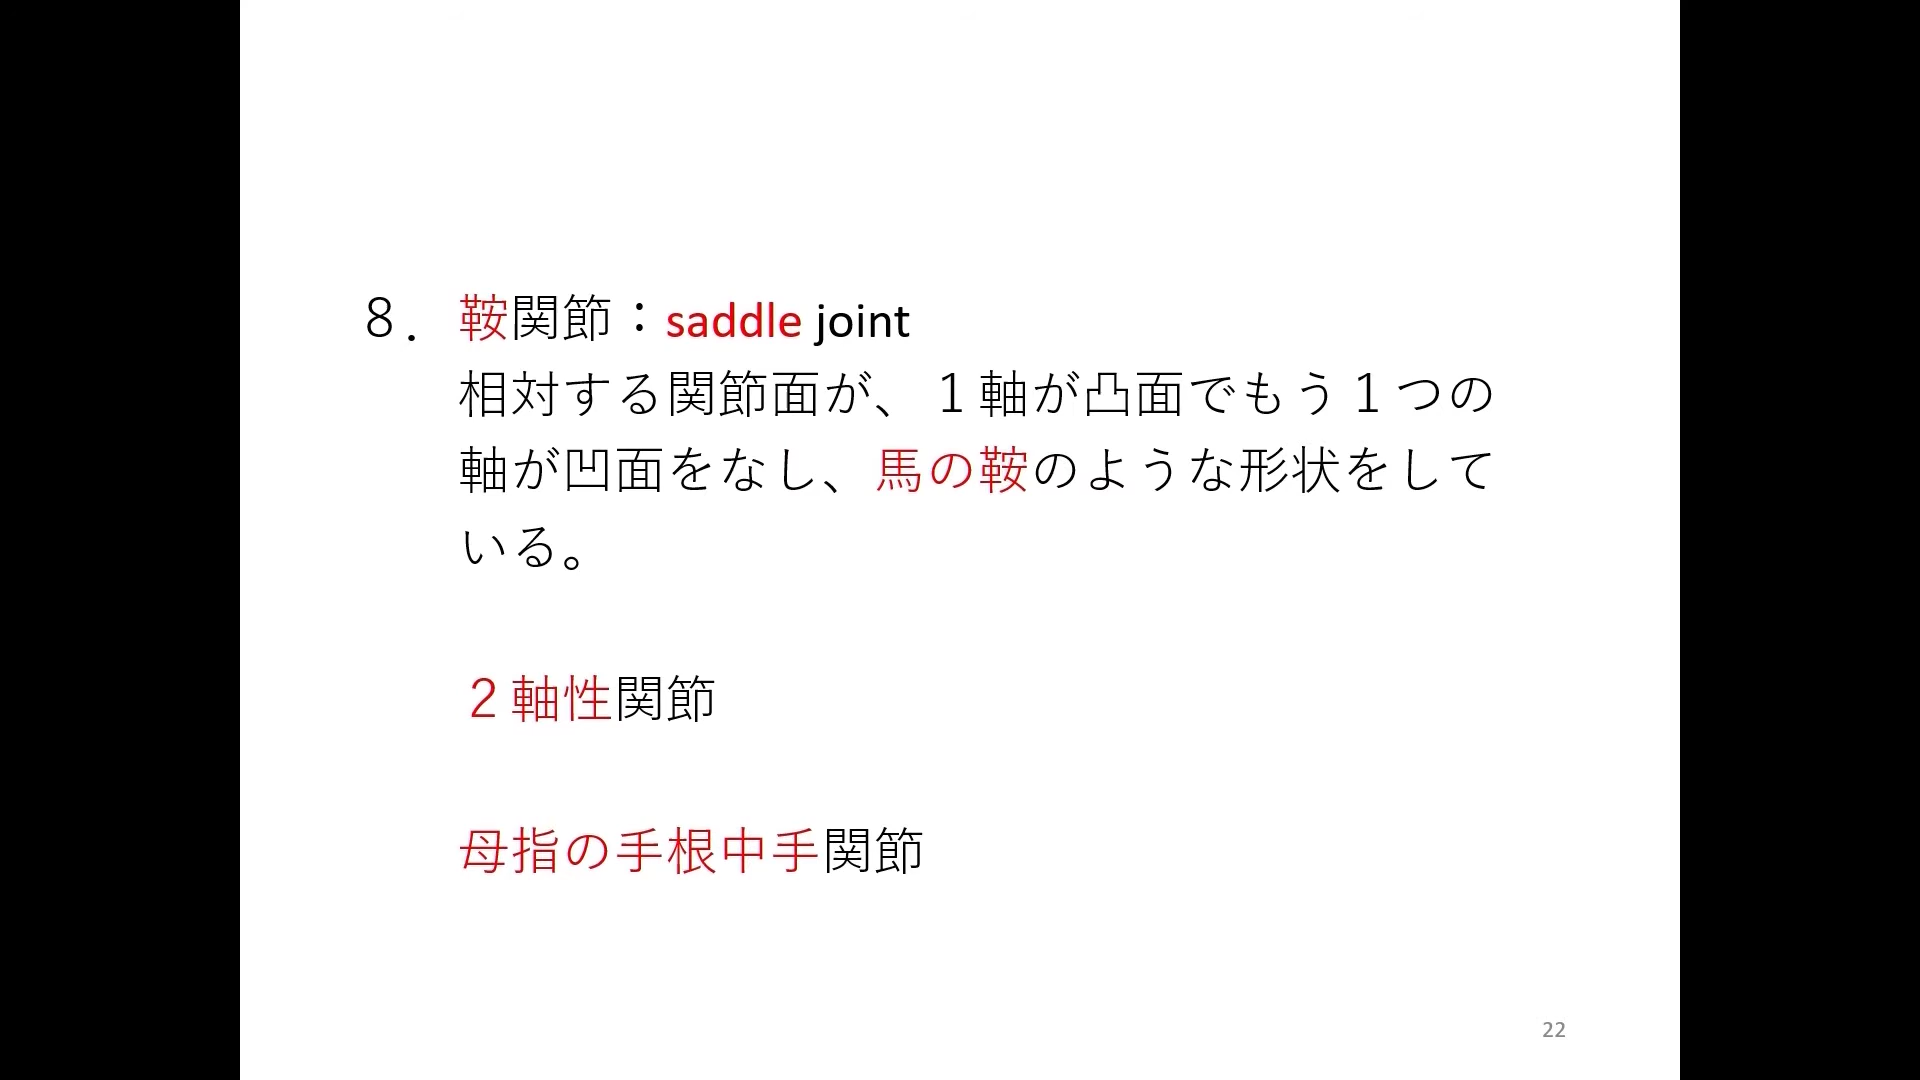 ８．鞍関節：saddle joint
相対する関節面が、１軸が凸面でもう１つの
軸が凹面をなし、馬の鞍のような形状をして
いる。
２軸性関節
母指の手根中手関節
22